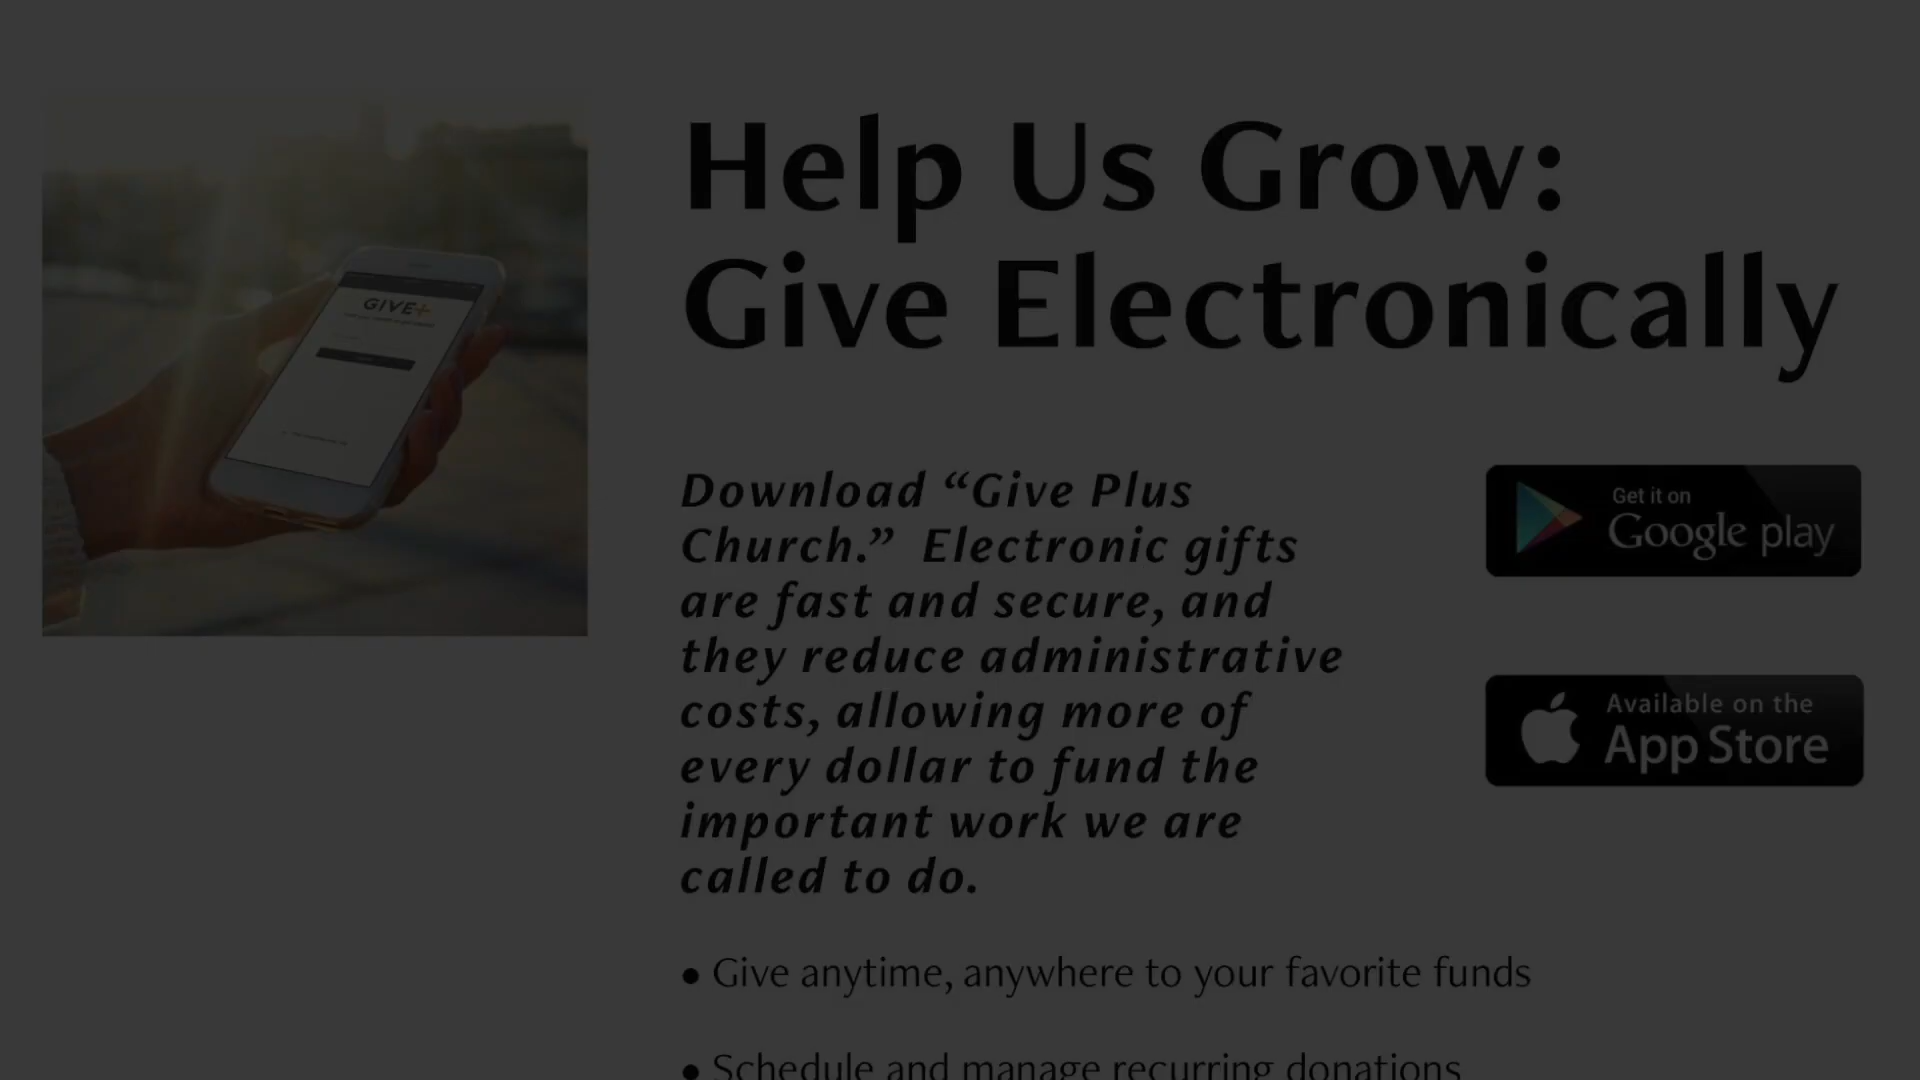 Help Us Grow:
Give Electronically
GIVE+
Download “Give Plus
Church.” Electronic gifts
are fast and secure, and
they reduce administrative
costs, allowing more of
every dollar to fund the
important work we are
called to do.
Get it on
Google play
Available on the
App Store
• Give anytime, anywhere to your favorite funds
• Schedule and manage recurring donations